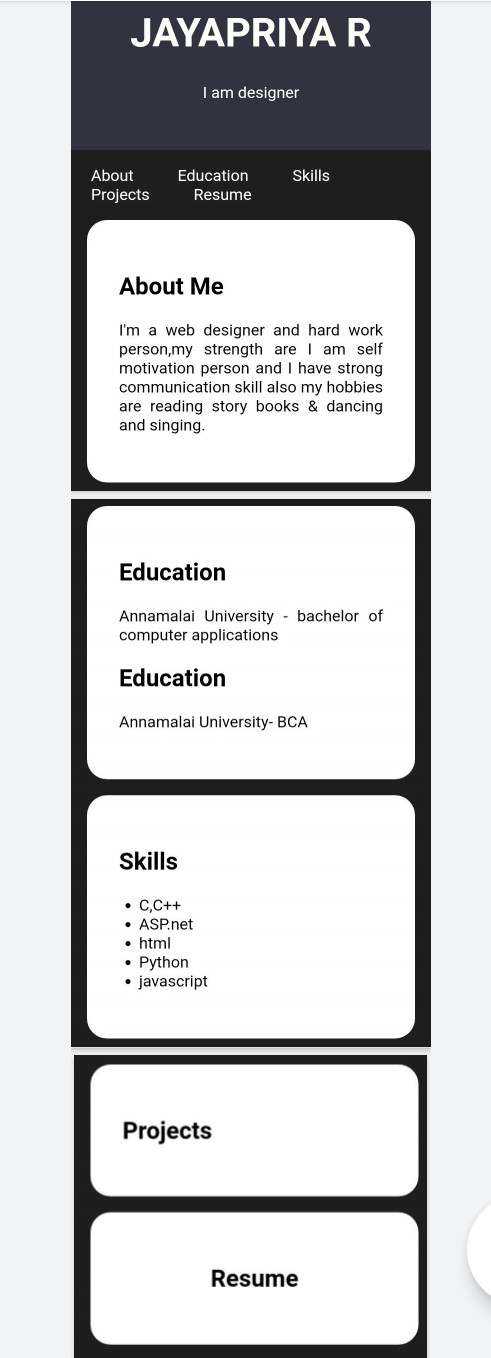 JAYAPRIYA R
I am designer
About Education Skills
Projects Resume
About Me
I'm a web designer and hard work
person,my strength are I am self
motivation person and I have strong
communication skill also my hobbies
are reading story books & dancing
and singing.
Education
Annamalai University - bachelor of
computer applications
Education
Annamalai University- BCA
Skills
• C,C++
• ASP.net
• html
• Python
• javascript
Projects
Resume